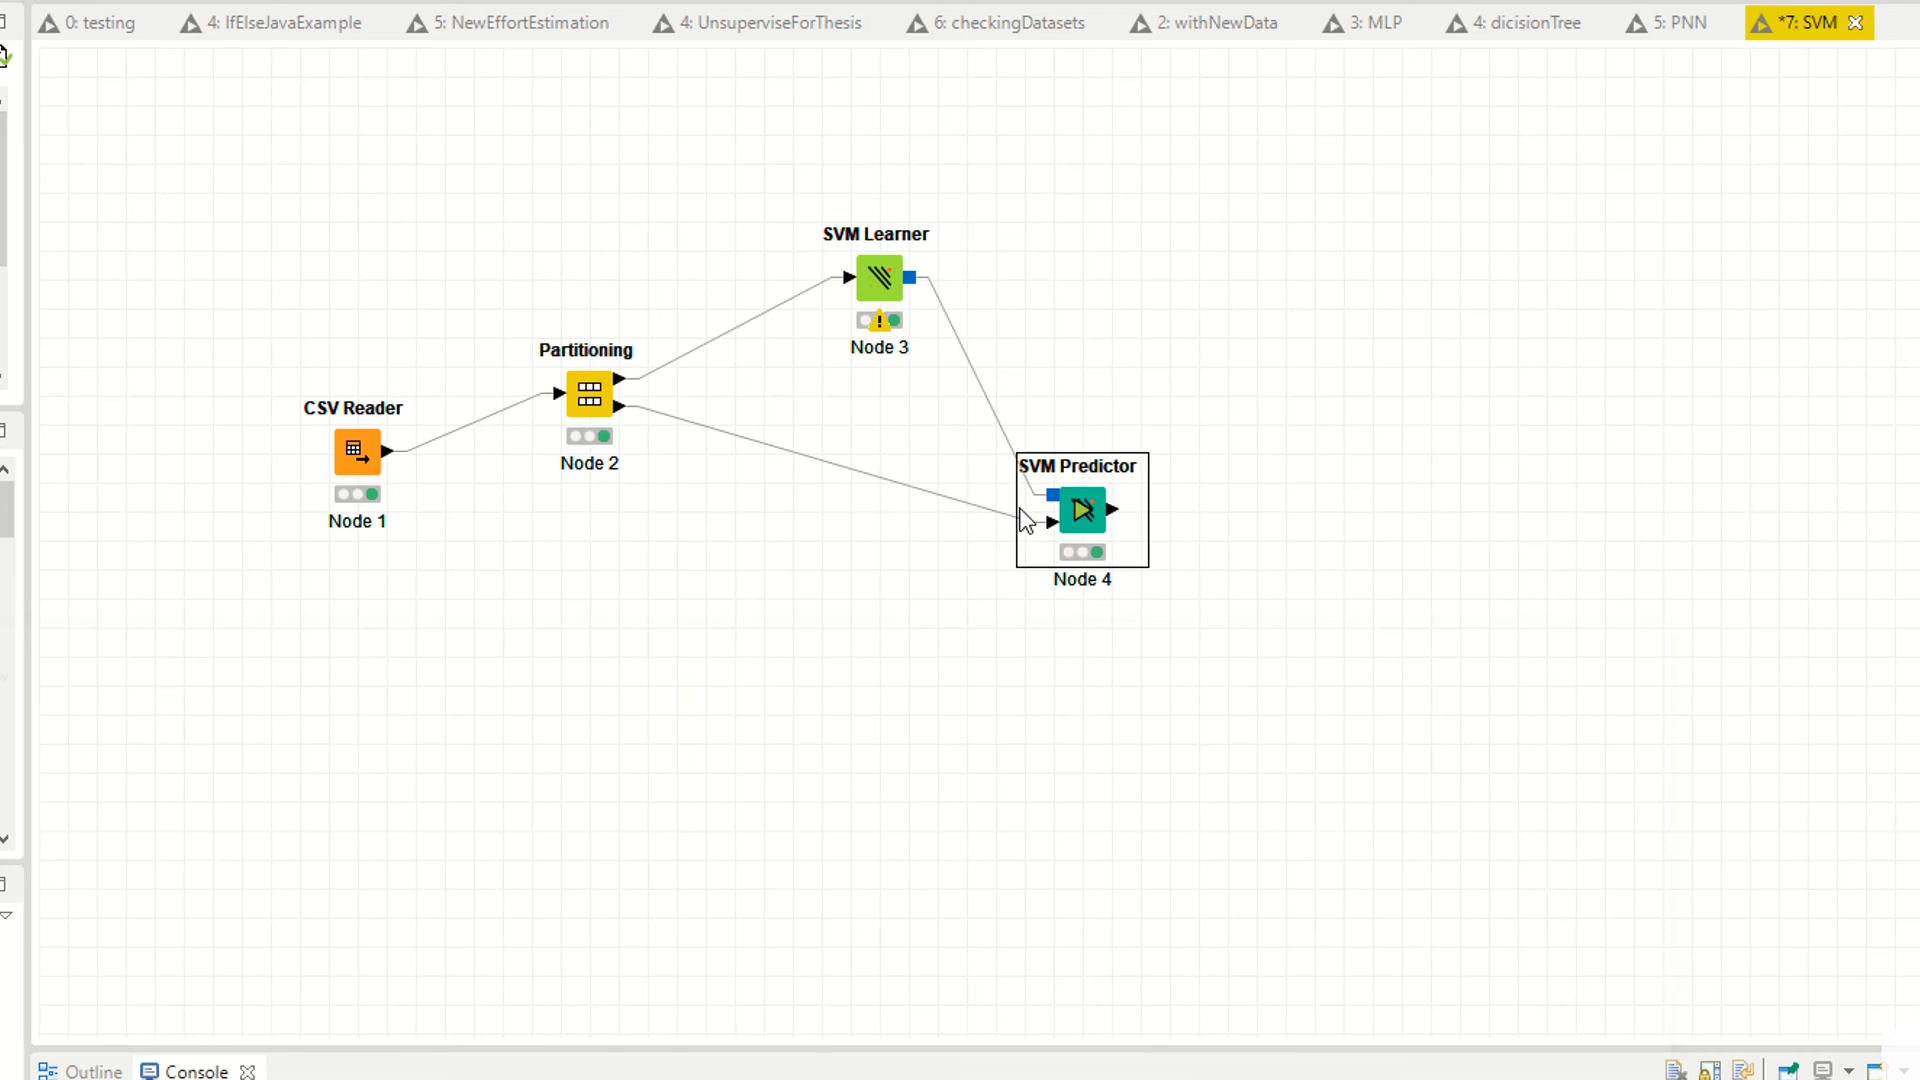 0: testing
4: IfElseJavaExample
5: NewEffortEstimation
4: UnsuperviseForThesis
6: checkingDatasets
2: withNewData
3: MLP
4: dicisionTree
5: PNN
*7: SVM
SVM Learner
Node 3
Partitioning
Node 2
CSV Reader
Node 1
SVM Predictor
Node 4
Outline
Console